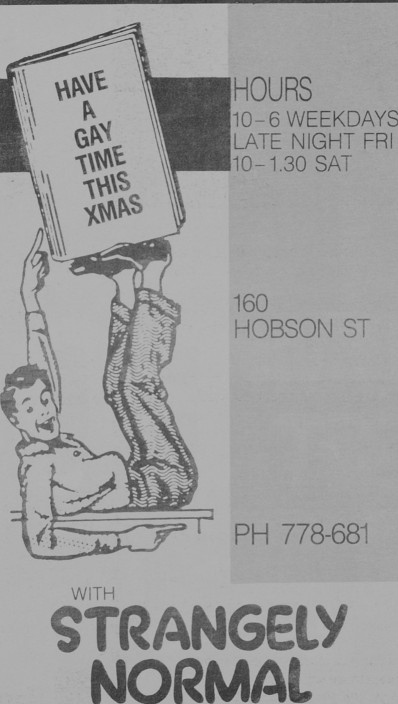 HAVE
A
GAY
TIME
THIS
XMAS
HOURS
10-6 WEEKDAYS
LATE NIGHT FRI
10-1.30 SAT
160
HOBSON ST
PH 778-681
WITH
STRANGELY
NORMAL